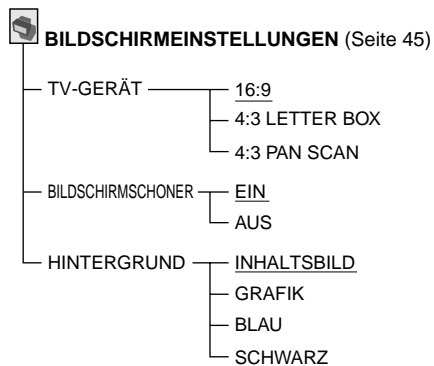 BILDSCHIRMEINSTELLUNGEN (Seite 45)
TV-GERÄT 16:9
4:3 LETTER BOX
4:3 PAN SCAN
BILDSCHIRMSCHONER EIN
AUS
HINTERGRUND INHALTSBILD
GRAFIK
BLAU
SCHWARZ